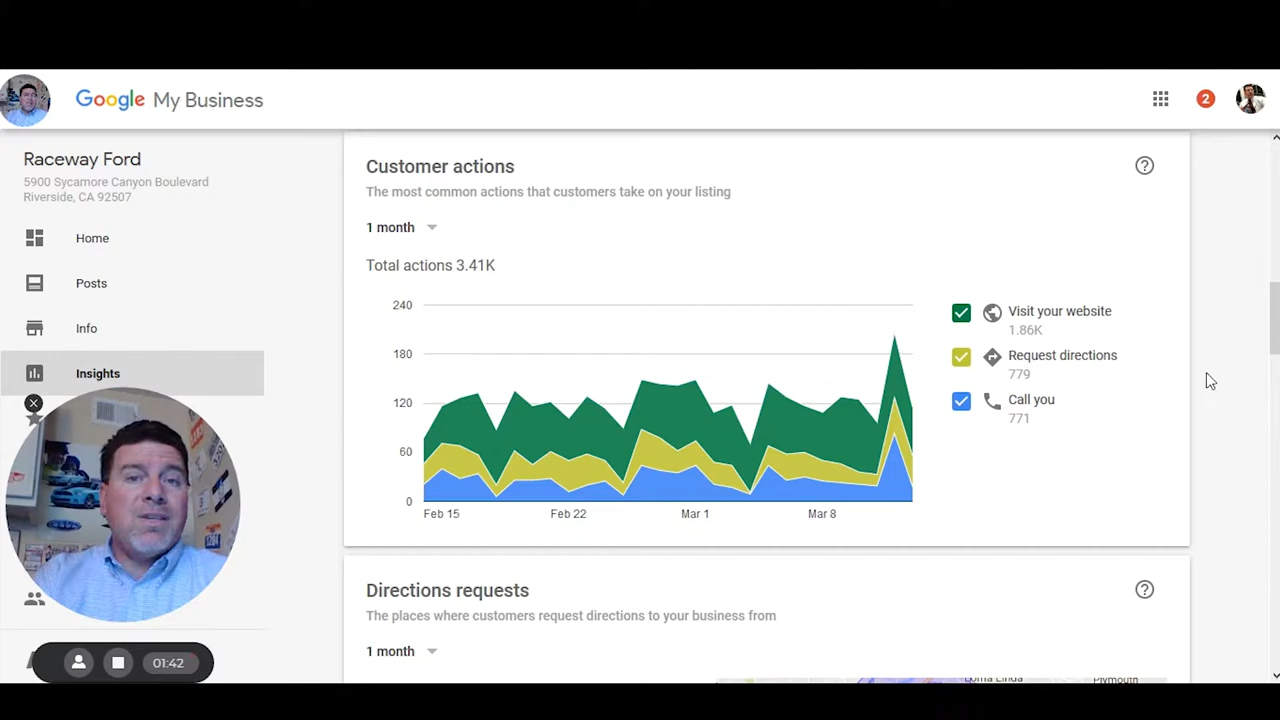 Google My Business
2
Raceway Ford
5900 Sycamore Canyon Boulevard
Riverside, CA 92507
Home
Posts
Info
Insights
01:42
Customer actions
The most common actions that customers take on your listing
1 month
Total actions 3.41K
240
180
120
60
0
Feb 15
Feb 22
Mar 1
Mar 8
Visit your website
1.86K
Request directions
779
Call you
771
Directions requests
The places where customers request directions to your business from
1 month
Loma Linda
Plymouth